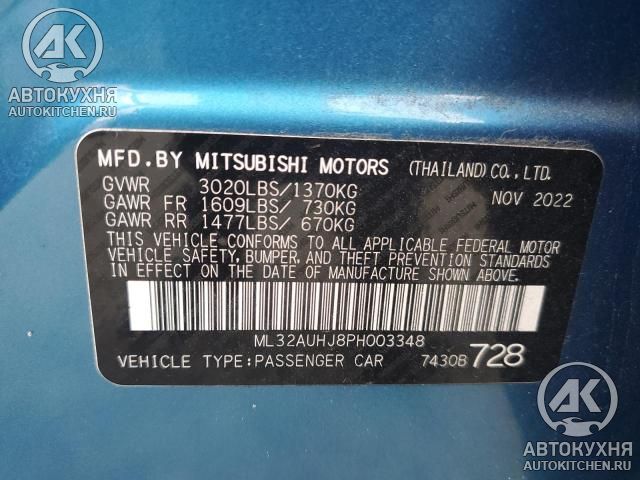 АК
АВТОКУХНЯ
AUTOKITCHEN.RU
MFD.BY MITSUBISHI MOTORS (THAILAND)CO.,LTD.
GVWR 3020LBS/1370KG NOV 2022
GAWR FR 1609LBS/ 730KG
GAWR RR 1477LBS/ 670KG
THIS VEHICLE CONFORMS TO ALL APPLICABLE FEDERAL MOTOR
VEHICLE SAFETY, BUMPER, AND THEFT PREVENTION STANDARDS
IN EFFECT ON THE DATE OF MANUFACTURE SHOWN ABOVE.
ML32AUHJ8PH003348
VEHICLE TYPE:PASSENGER CAR 7430B 728
АК
АВТОКУХНЯ
AUTOKITCHEN.RU